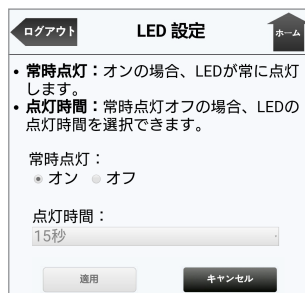 ログアウト
LED 設定
ホーム
• 常時点灯：オンの場合、LEDが常に点灯
します。
• 点灯時間：常時点灯オフの場合、LEDの
点灯時間を選択できます。
常時点灯：
オン オフ
点灯時間：
15秒
適用 キャンセル